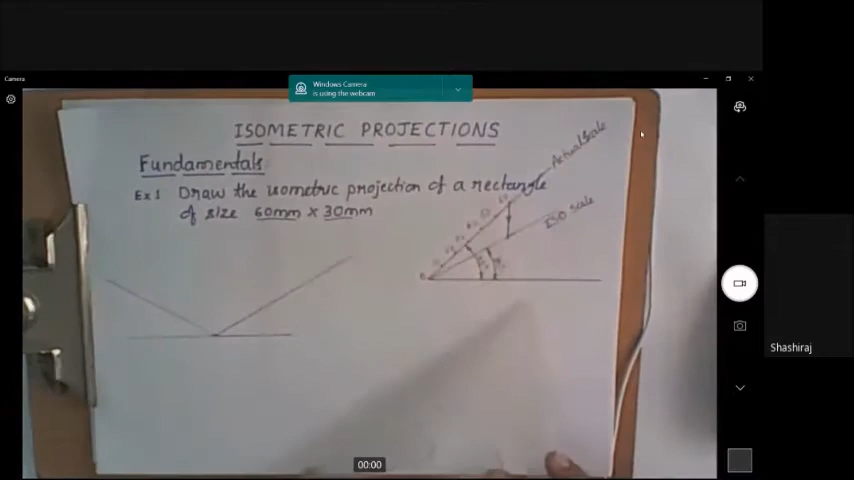 Camera
Windows Camera
is using the webcam
ISOMETRIC PROJECTIONS
Fundamentals
Ex 1 Draw the isometric projection of a rectangle
of size 60mm x 30mm
Actual Scale
ISO Scale
Shashiraj
00:00